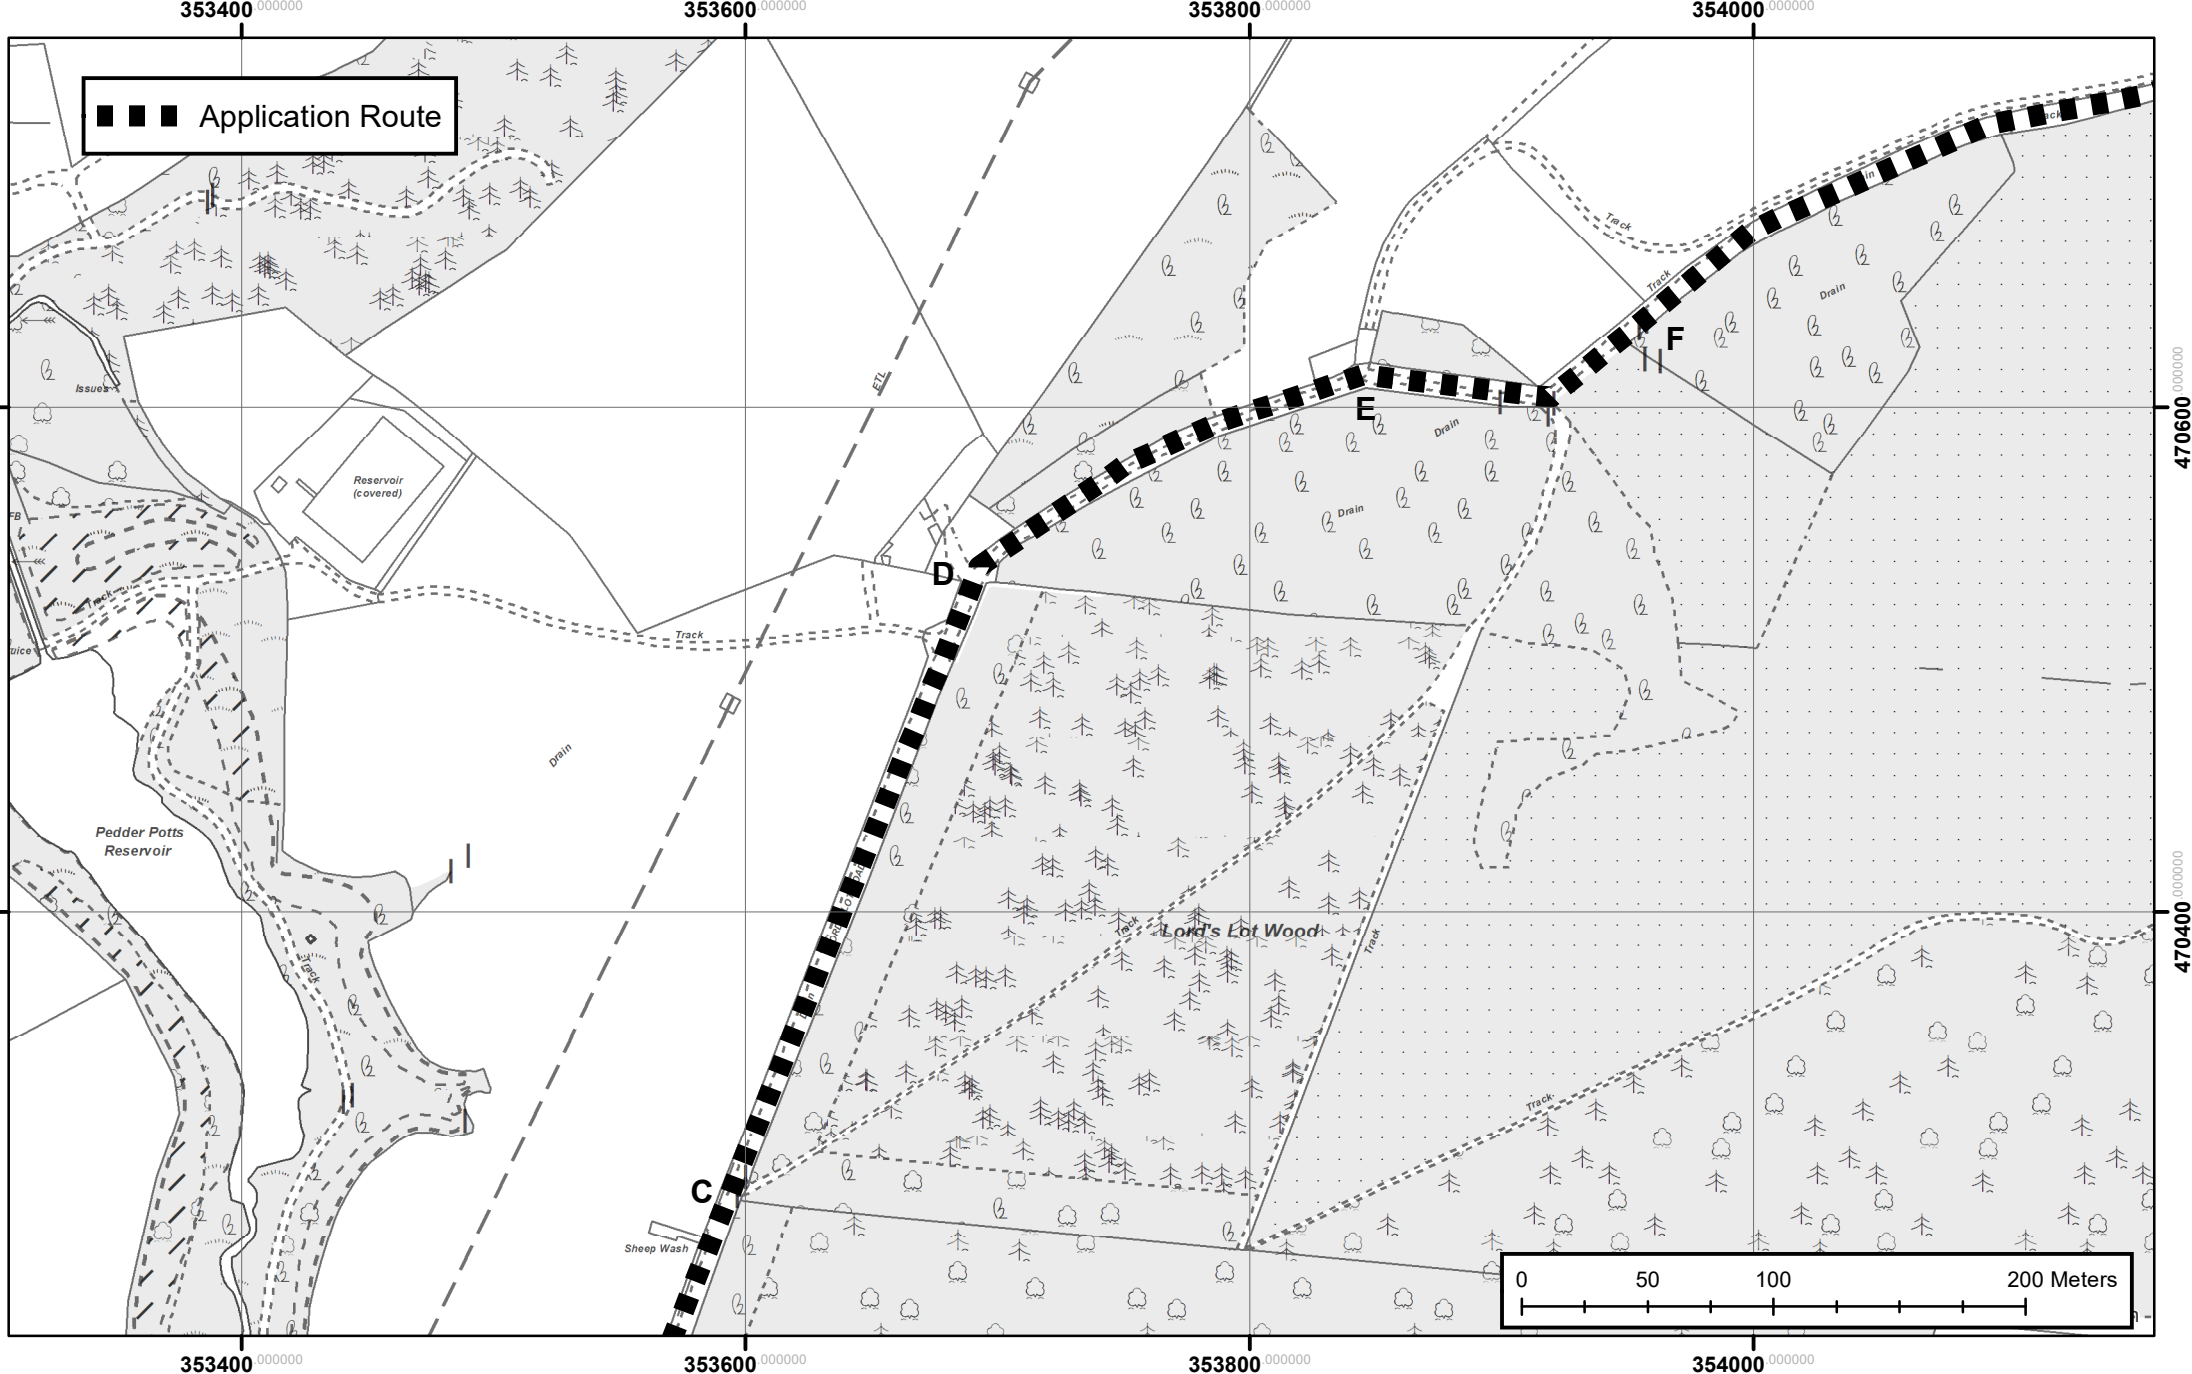 353400.000000
353600.000000
353800.000000
354000.000000
Application Route
Track
Track
Track
Drain
F
Issues
ETL
E
Drain
470600.000000
Reservoir
(covered)
Drain
FB
D
Track
Track
Drain
Pedder Potts
Reservoir
Track
Lord's Lot Wood
Track
470400.000000
Track
Track
C
Sheep Wash
0 50 100 200 Meters
353400.000000
353600.000000
353800.000000
354000.000000